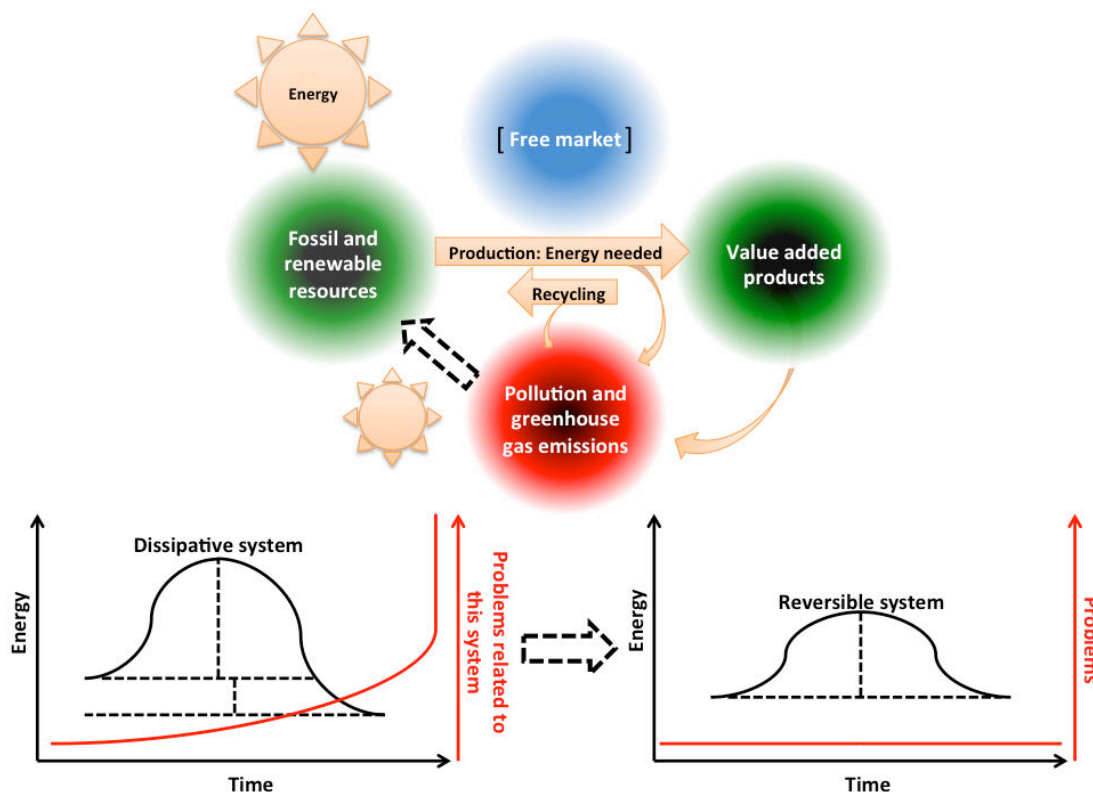 Energy
[ Free market ]
Fossil and
renewable
resources
Production: Energy needed
Value added
products
Recycling
Pollution and
greenhouse
gas emissions
Dissipative system
Energy
Time
Problems related to
this system
Reversible system
Energy
Time
Problems